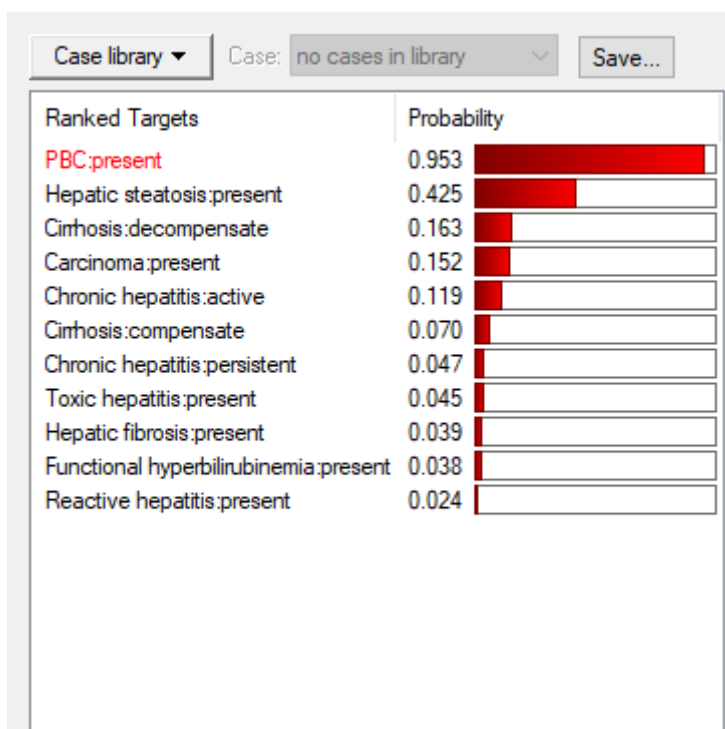 Case library Case: no cases in library Save...
Ranked Targets Probability
PBC:present 0.953
Hepatic steatosis:present 0.425
Cirrhosis:decompensate 0.163
Carcinoma:present 0.152
Chronic hepatitis:active 0.119
Cirrhosis:compensate 0.070
Chronic hepatitis:persistent 0.047
Toxic hepatitis:present 0.045
Hepatic fibrosis:present 0.039
Functional hyperbilirubinemia:present 0.038
Reactive hepatitis:present 0.024